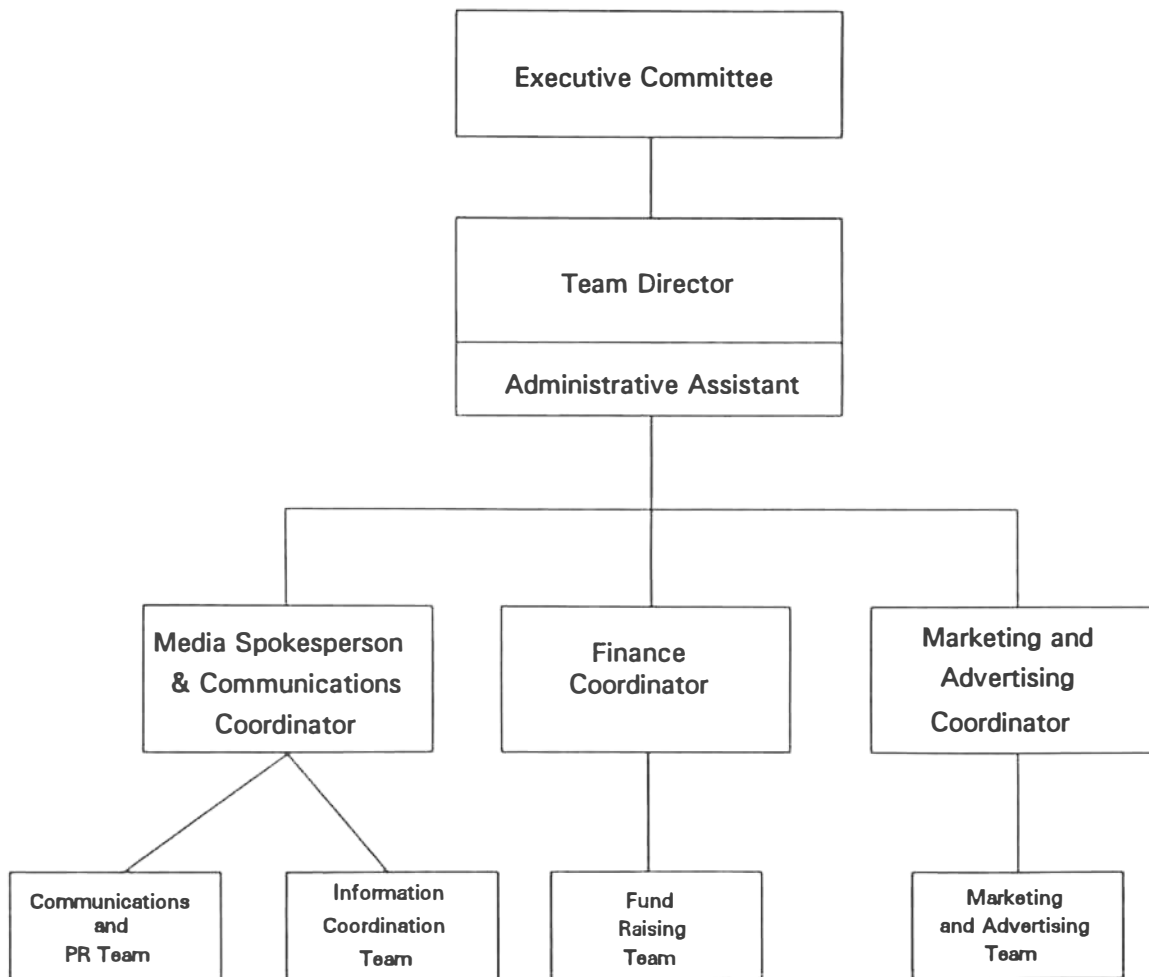 Executive Committee
Team Director
Administrative Assistant
Media Spokesperson
& Communications
Coordinator
Finance
Coordinator
Marketing and
Advertising
Coordinator
Communications
and
PR Team
Information
Coordination
Team
Fund
Raising
Team
Marketing
and Advertising
Team